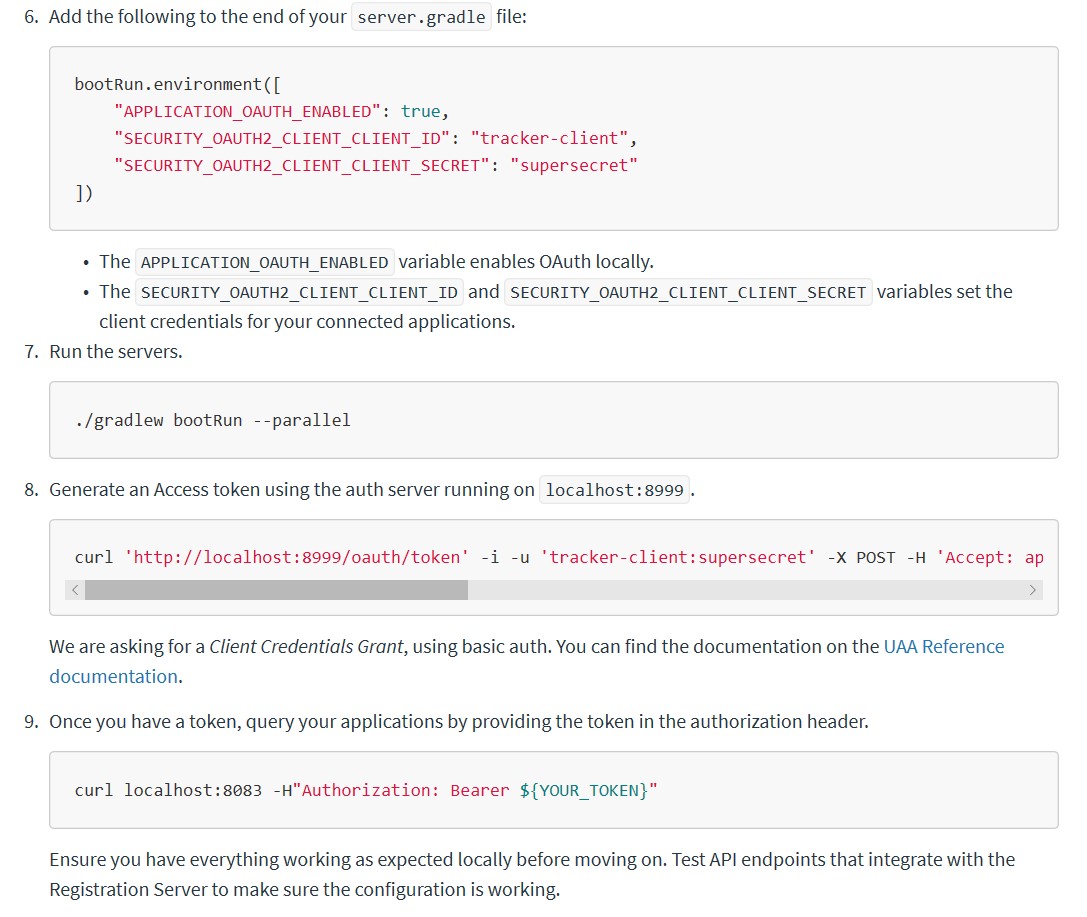 6. Add the following to the end of your server.gradle file:
bootRun.environment([
"APPLICATION_OAUTH_ENABLED": true,
"SECURITY_OAUTH2_CLIENT_CLIENT_ID": "tracker-client",
"SECURITY_OAUTH2_CLIENT_CLIENT_SECRET": "supersecret"
])
• The APPLICATION_OAUTH_ENABLED variable enables OAuth locally.
• The SECURITY_OAUTH2_CLIENT_CLIENT_ID and SECURITY_OAUTH2_CLIENT_CLIENT_SECRET variables set the
client credentials for your connected applications.
7. Run the servers.
./gradlew bootRun --parallel
8. Generate an Access token using the auth server running on localhost:8999.
curl 'http://localhost:8999/oauth/token' -i -u 'tracker-client:supersecret' -X POST -H 'Accept: ap
We are asking for a Client Credentials Grant, using basic auth. You can find the documentation on the UAA Reference
documentation.
9. Once you have a token, query your applications by providing the token in the authorization header.
curl localhost:8083 -H"Authorization: Bearer ${YOUR_TOKEN}"
Ensure you have everything working as expected locally before moving on. Test API endpoints that integrate with the
Registration Server to make sure the configuration is working.